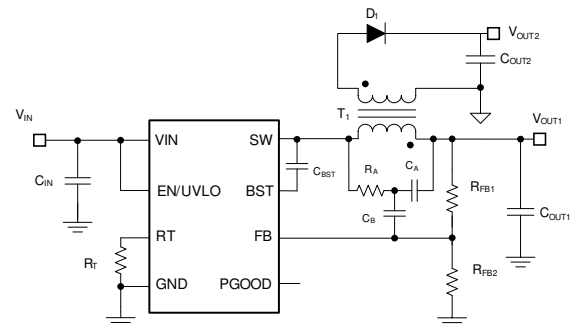 D1
VOUT2
COUT2
T1
VIN
VOUT1
VIN
SW
RA
CA
CBST
CIN
EN/UVLO
BST
RFB1
CB
COUT1
RT
FB
RT
RFB2
GND
PGOOD